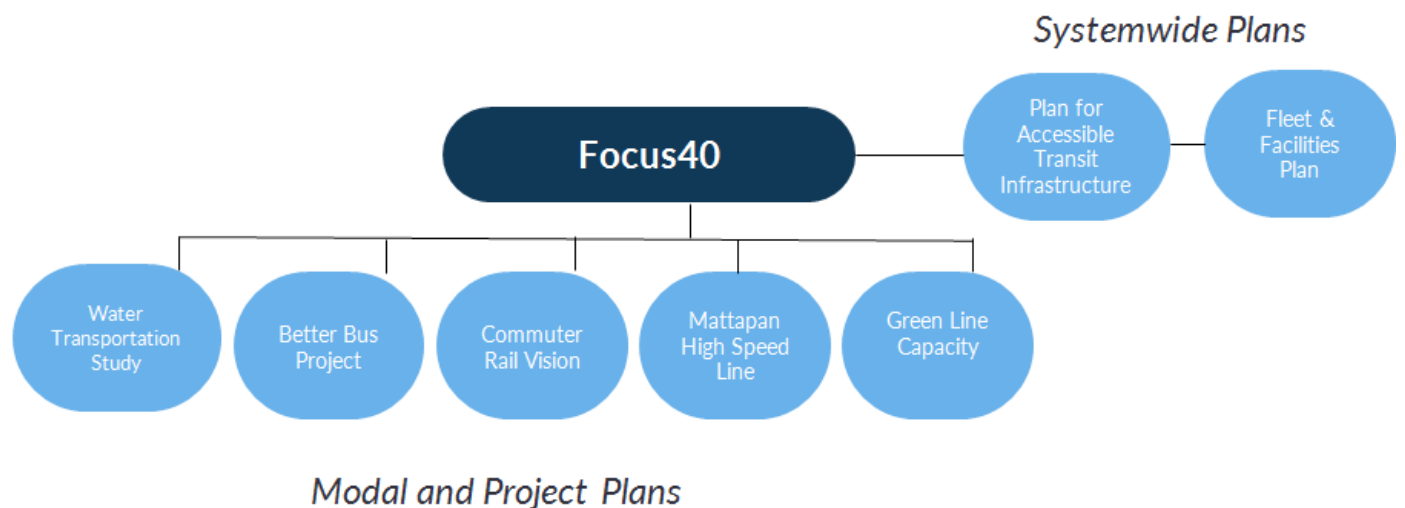 Systemwide Plans
Focus40
Plan for
Accessible
Transit
Infrastructure
Fleet &
Facilities
Plan
Water
Transportation
Study
Better Bus
Project
Commuter
Rail Vision
Mattapan
High Speed
Line
Green Line
Capacity
Modal and Project Plans